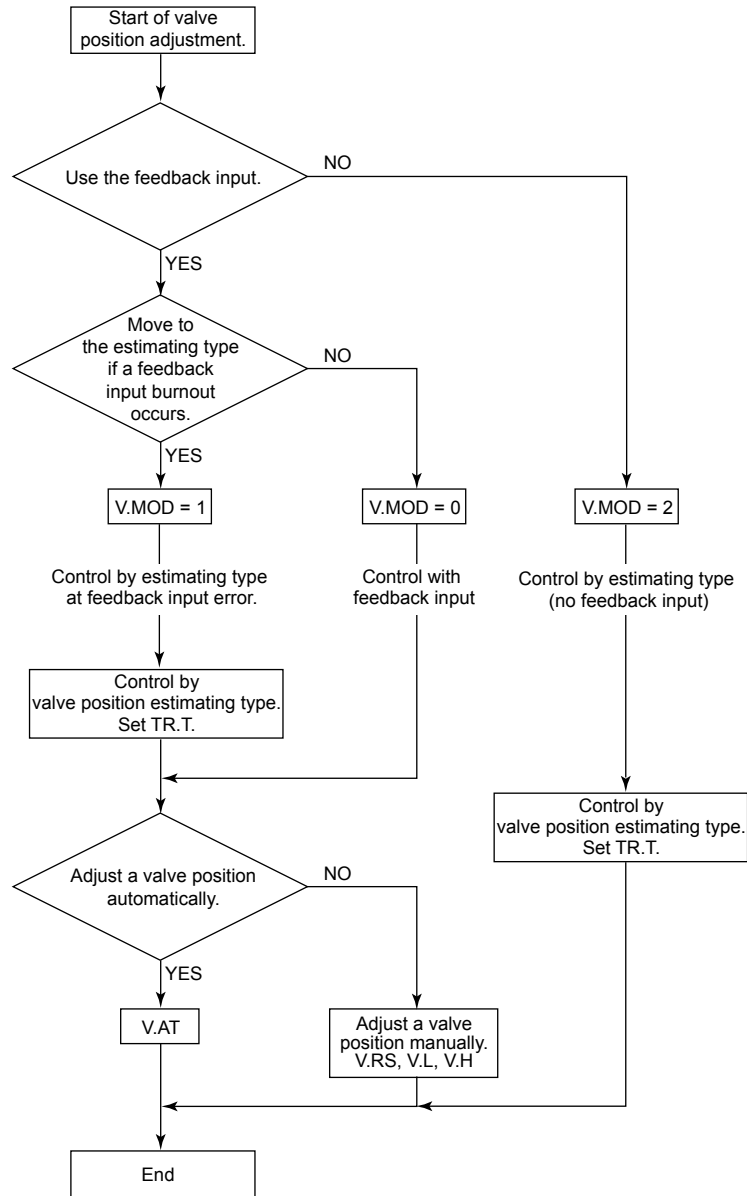 Start of valve
position adjustment.
Use the feedback input.
NO
YES
Move to
the estimating type
if a feedback
input burnout
occurs.
NO
YES
V.MOD = 1
V.MOD = 0
V.MOD = 2
Control by estimating type
at feedback input error.
Control with
feedback input
Control by estimating type
(no feedback input)
Control by
valve position estimating type.
Set TR.T.
Control by
valve position estimating type.
Set TR.T.
Adjust a valve position
automatically.
NO
YES
V.AT
Adjust a valve
position manually.
V.RS, V.L, V.H
End